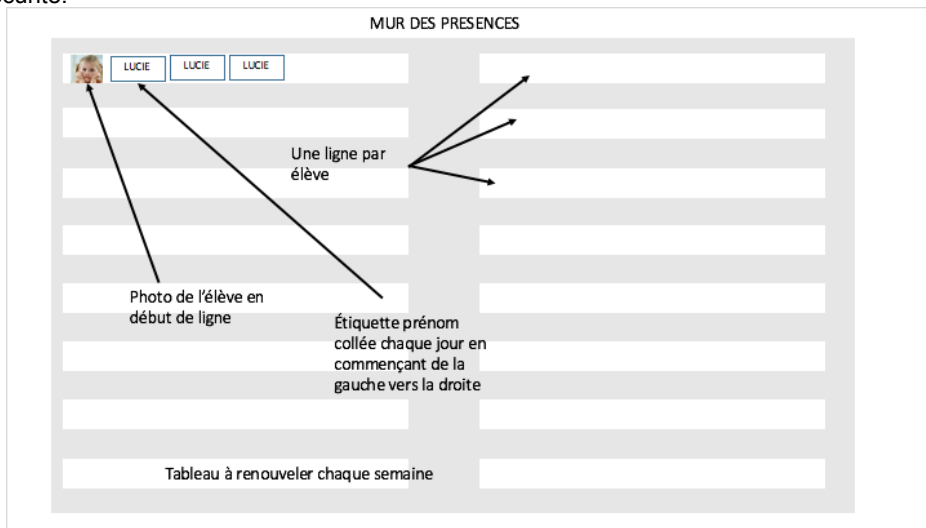 MUR DES PRESENCES
LUCIE LUCIE LUCIE
Une ligne par
élève
Photo de l'élève en
début de ligne
Étiquette prénom
collée chaque jour en
commençant de la
gauche vers la droite
Tableau à renouveler chaque semaine